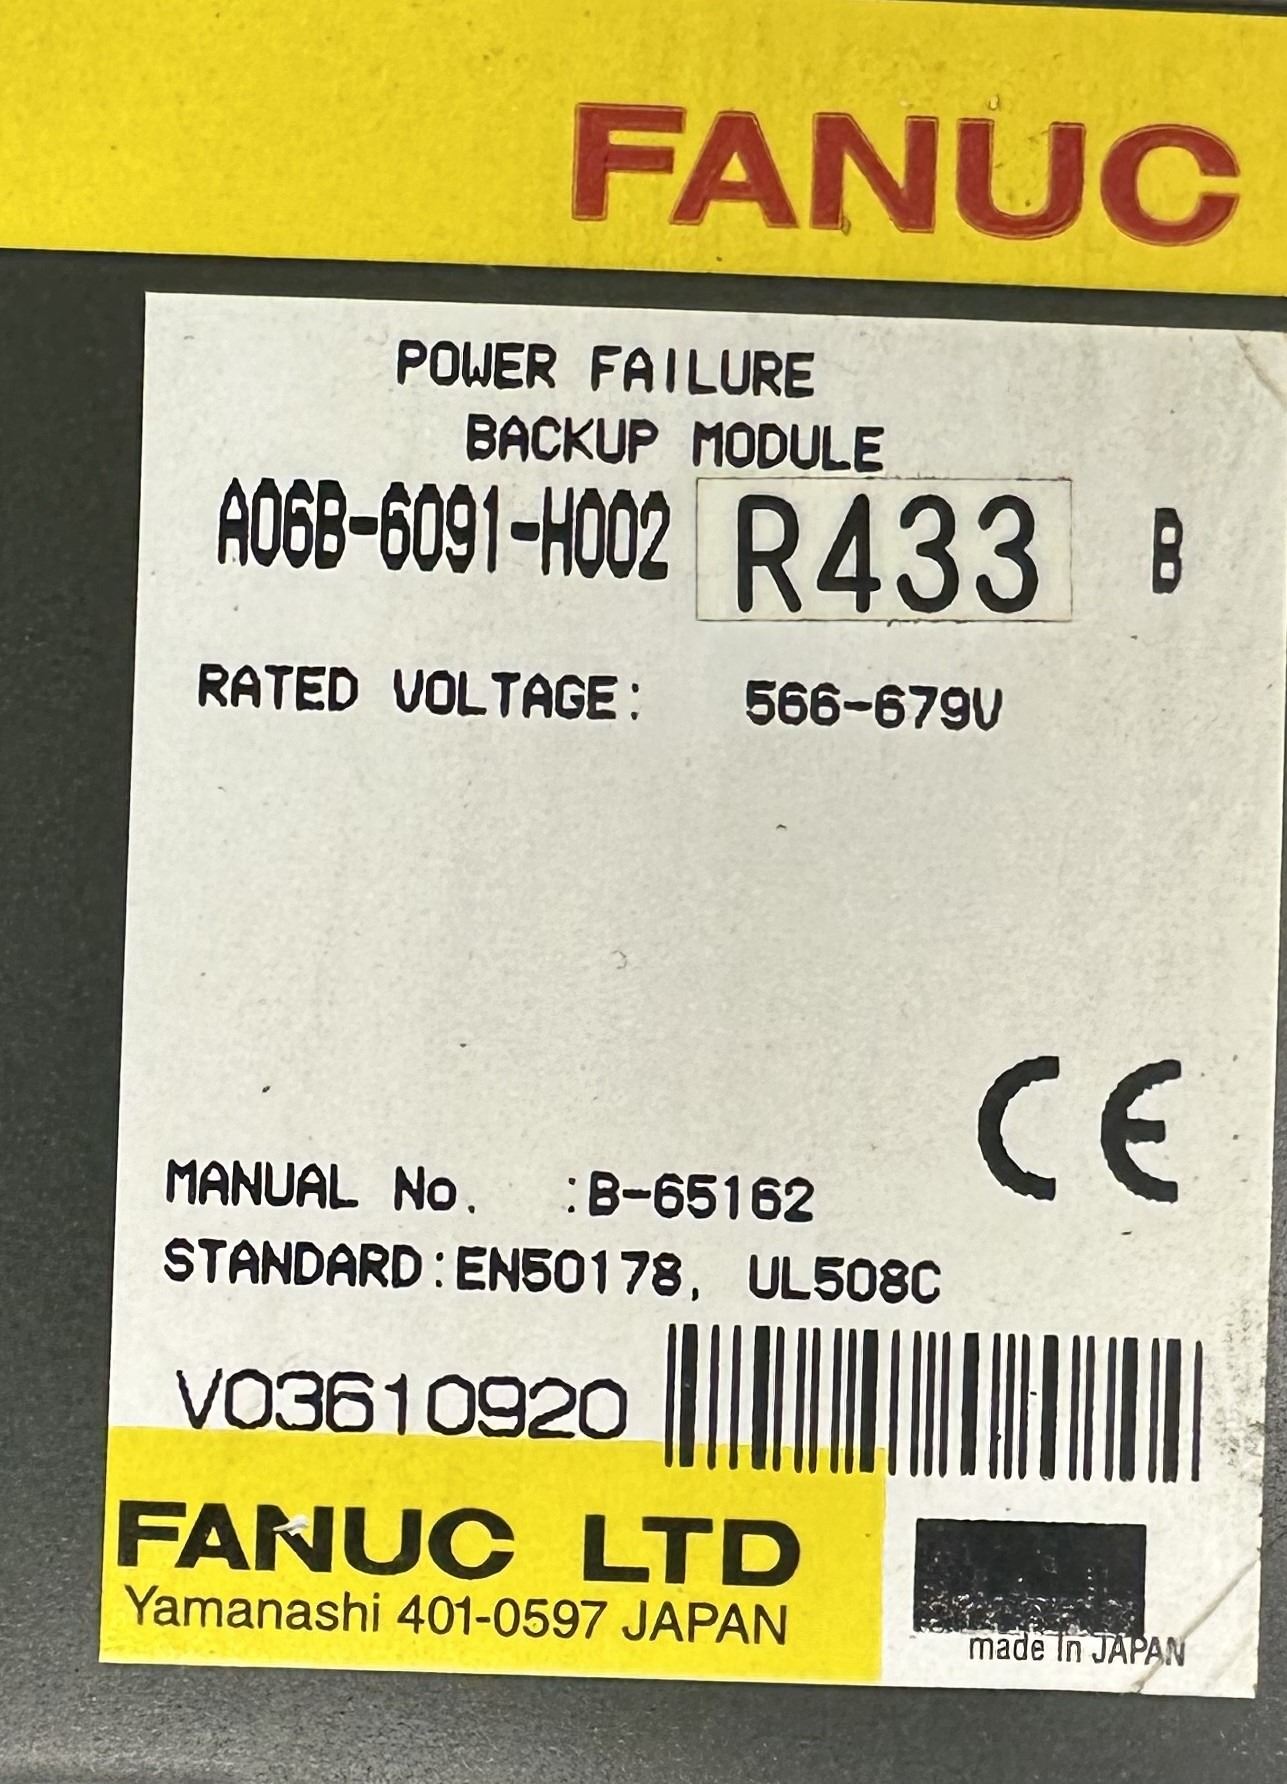 FANUC
POWER FAILURE
BACKUP MODULE
A06B-6091-H002 R433 B
RATED VOLTAGE: 566-679V
CE
MANUAL No. :B-65162
STANDARD:EN50178, UL508C
V03610920
FANUC LTD
Yamanashi 401-0597 JAPAN
made In JAPAN